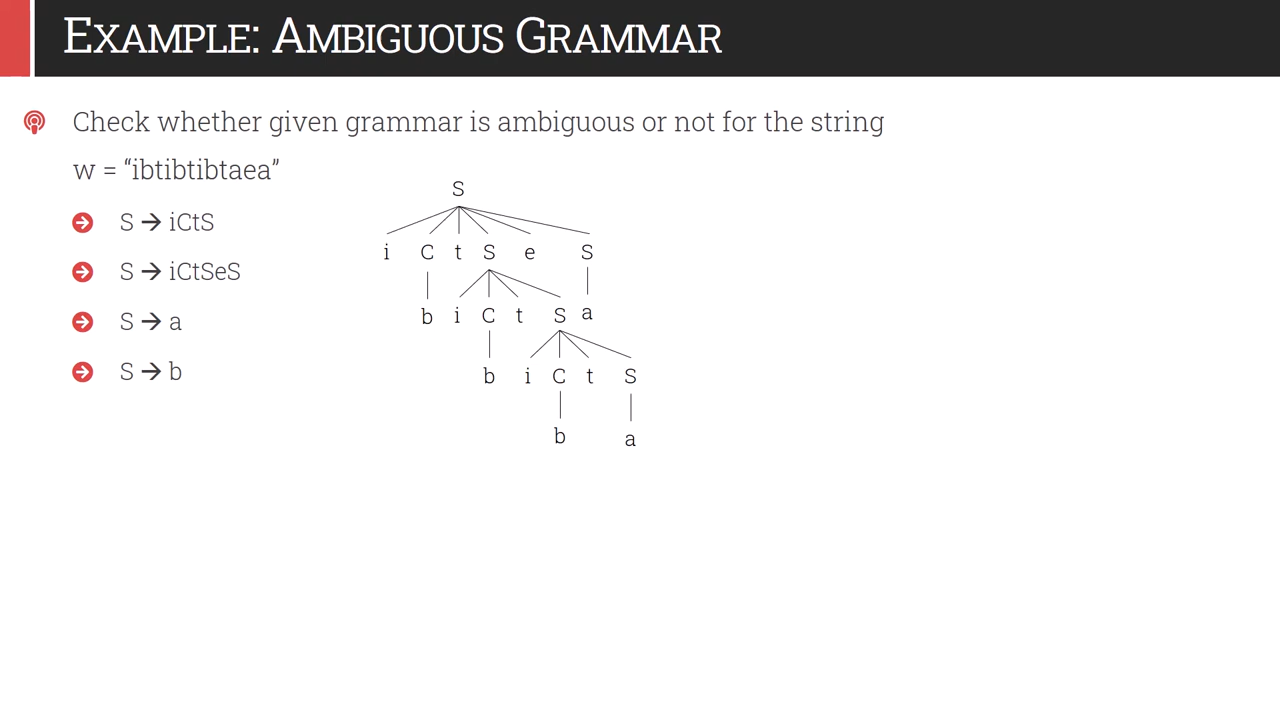 EXAMPLE: AMBIGUOUS GRAMMAR
Check whether given grammar is ambiguous or not for the string
w = “ibtibtibtaea”
S → iCtS
S → iCtSeS
S → a
S → b
S
i C t S e S
b i C t S a
b i C t S
b a